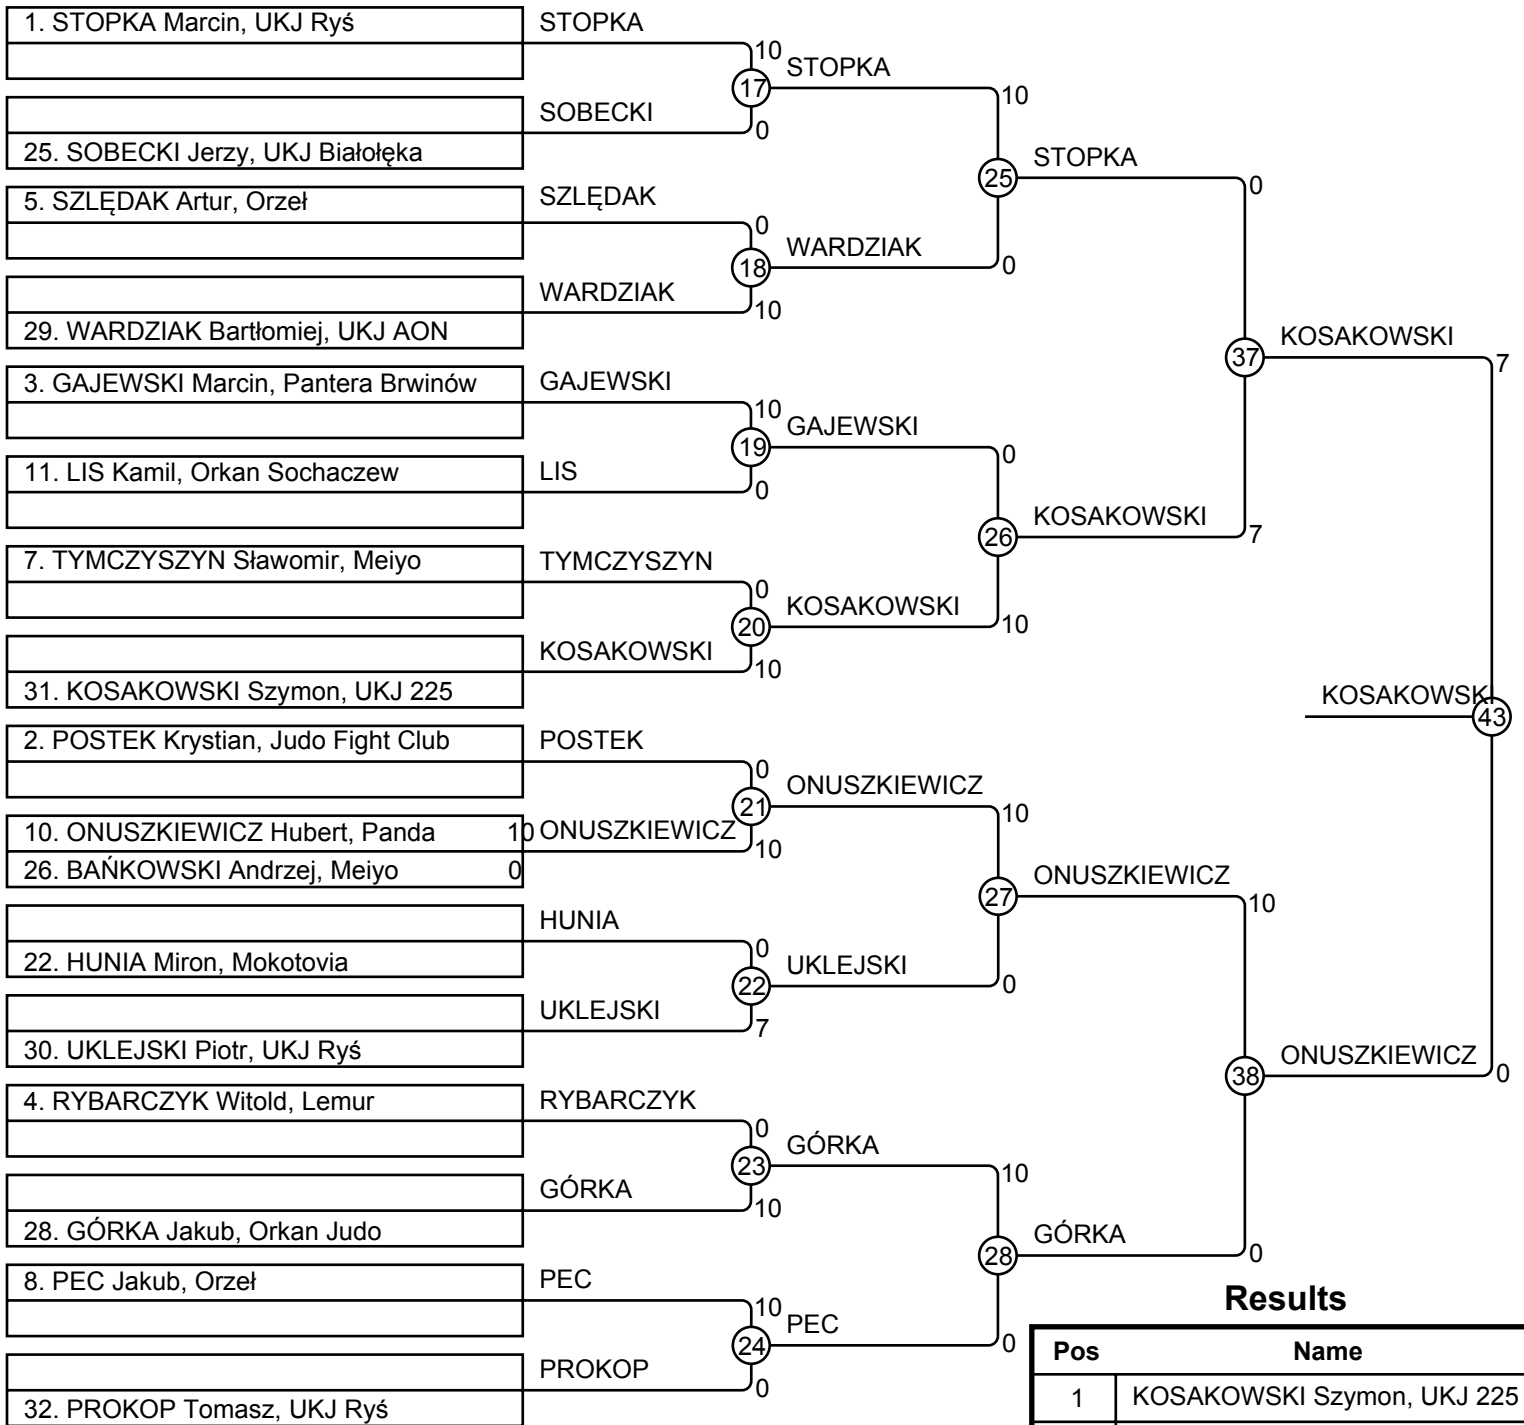 1. STOPKA Marcin, UKJ Ryś
STOPKA
10
STOPKA
17
10
SOBECKI
0
25. SOBECKI Jerzy, UKJ Białołęka
STOPKA
25
0
5. SZLĘDAK Artur, Orzeł
SZLĘDAK
0
WARDZIAK
18
0
WARDZIAK
10
29. WARDZIAK Bartłomiej, UKJ AON
KOSAKOWSKI
37
7
3. GAJEWSKI Marcin, Pantera Brwinów
GAJEWSKI
10
GAJEWSKI
19
0
11. LIS Kamil, Orkan Sochaczew
LIS
0
KOSAKOWSKI
26
7
7. TYMCZYSZYN Sławomir, Meiyo
TYMCZYSZYN
0
KOSAKOWSKI
20
10
KOSAKOWSKI
10
31. KOSAKOWSKI Szymon, UKJ 225
KOSAKOWSKI
43
2. POSTEK Krystian, Judo Fight Club
POSTEK
0
ONUSZKIEWICZ
21
10
10. ONUSZKIEWICZ Hubert, Panda 10
ONUSZKIEWICZ
10
26. BAŃKOWSKI Andrzej, Meiyo 0
ONUSZKIEWICZ
27
10
HUNIA
0
22. HUNIA Miron, Mokotovia
UKLEJSKI
22
0
UKLEJSKI
7
30. UKLEJSKI Piotr, UKJ Ryś
ONUSZKIEWICZ
38
0
4. RYBARCZYK Witold, Lemur
RYBARCZYK
0
GÓRKA
23
10
GÓRKA
10
28. GÓRKA Jakub, Orkan Judo
GÓRKA
28
0
8. PEC Jakub, Orzeł
PEC
10
PEC
24
0
PROKOP
0
32. PROKOP Tomasz, UKJ Ryś
Results
Pos Name
1 KOSAKOWSKI Szymon, UKJ 225